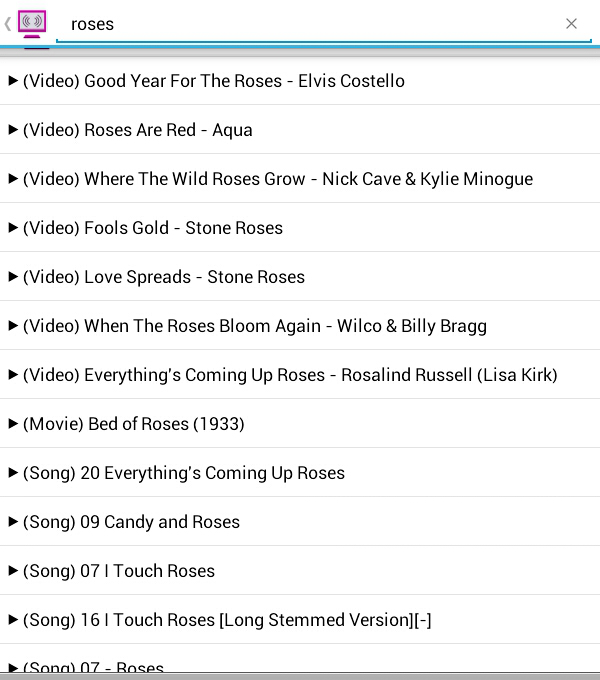 roses
(Video) Good Year For The Roses - Elvis Costello
(Video) Roses Are Red - Aqua
(Video) Where The Wild Roses Grow - Nick Cave & Kylie Minogue
(Video) Fools Gold - Stone Roses
(Video) Love Spreads - Stone Roses
(Video) When The Roses Bloom Again - Wilco & Billy Bragg
(Video) Everything's Coming Up Roses - Rosalind Russell (Lisa Kirk)
(Movie) Bed of Roses (1933)
(Song) 20 Everything's Coming Up Roses
(Song) 09 Candy and Roses
(Song) 07 I Touch Roses
(Song) 16 I Touch Roses [Long Stemmed Version][-]
(Song) 07 - Roses